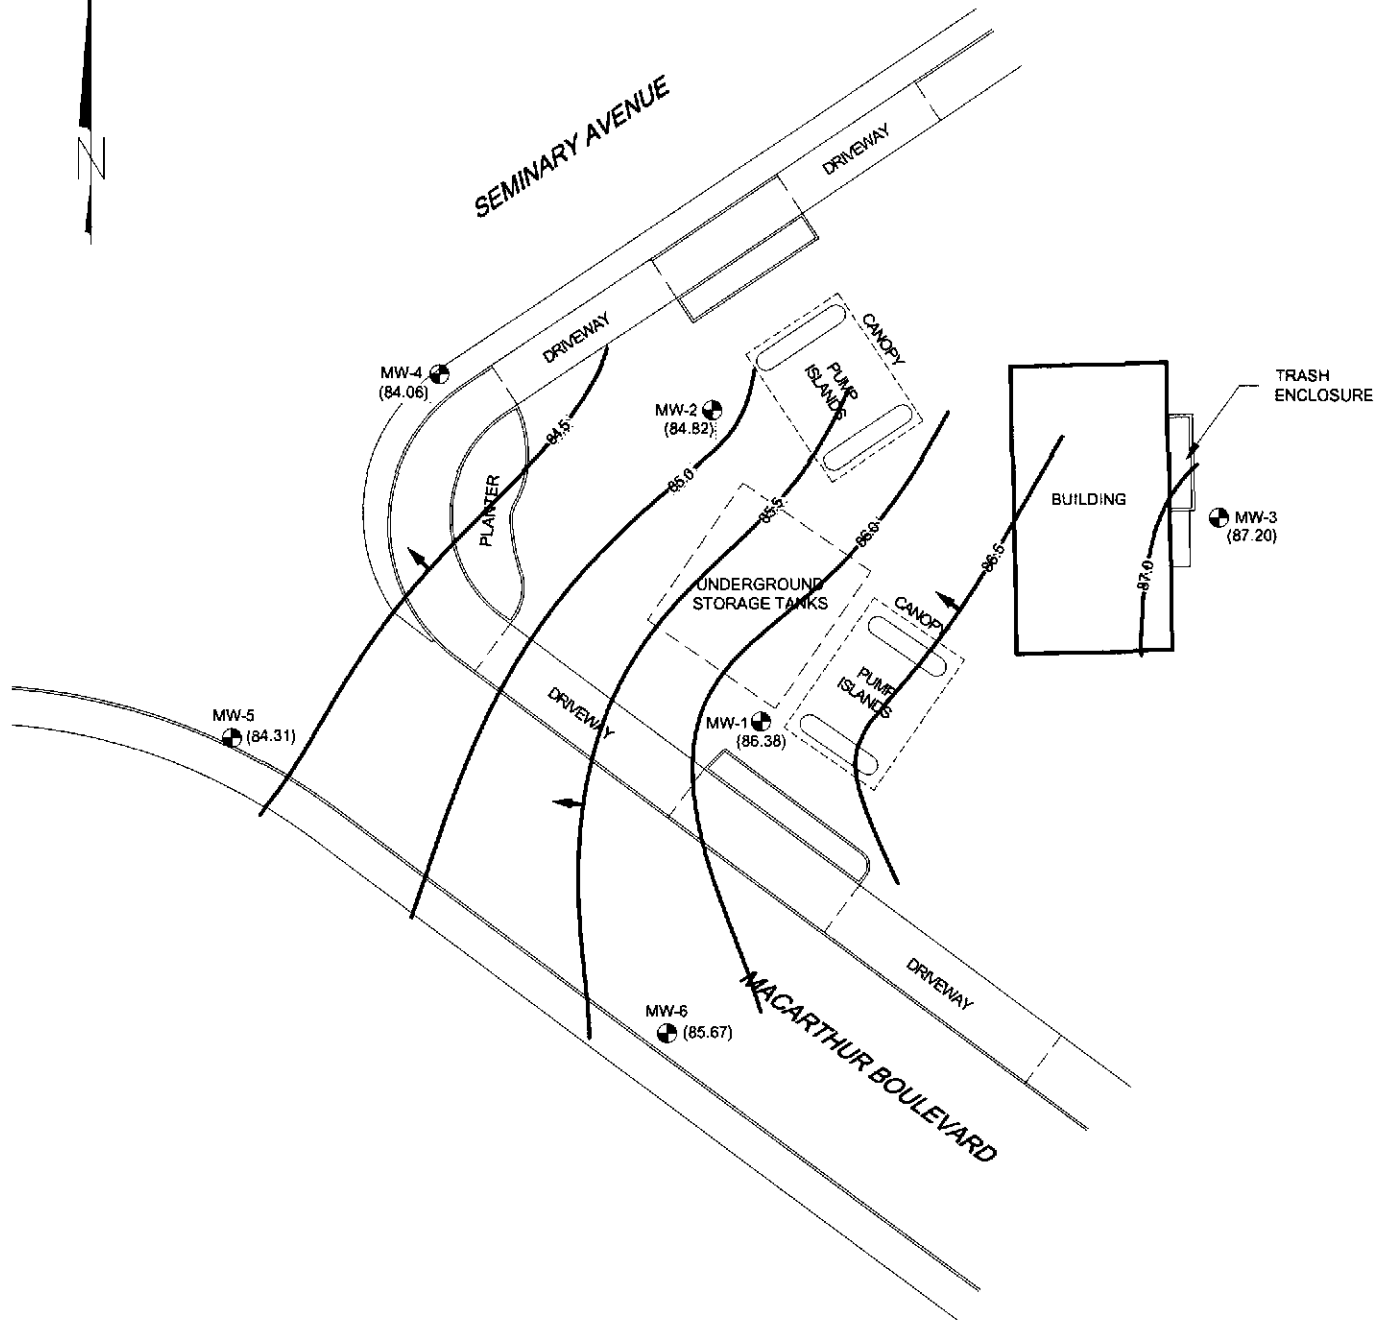 N
SEMINARY AVENUE
DRIVEWAY
DRIVEWAY
CANOPY
PUMP
ISLANDS
MW-4
(84.06)
MW-2
(84.82)
TRASH
ENCLOSURE
84.5
85.0
85.5
86.0
86.5
87.0
PLANTER
BUILDING
MW-3
(87.20)
UNDERGROUND
STORAGE TANKS
CANOPY
PUMP
ISLANDS
DRIVEWAY
MW-1
(86.38)
MW-5
(84.31)
DRIVEWAY
MW-6
(85.67)
MACARTHUR BOULEVARD